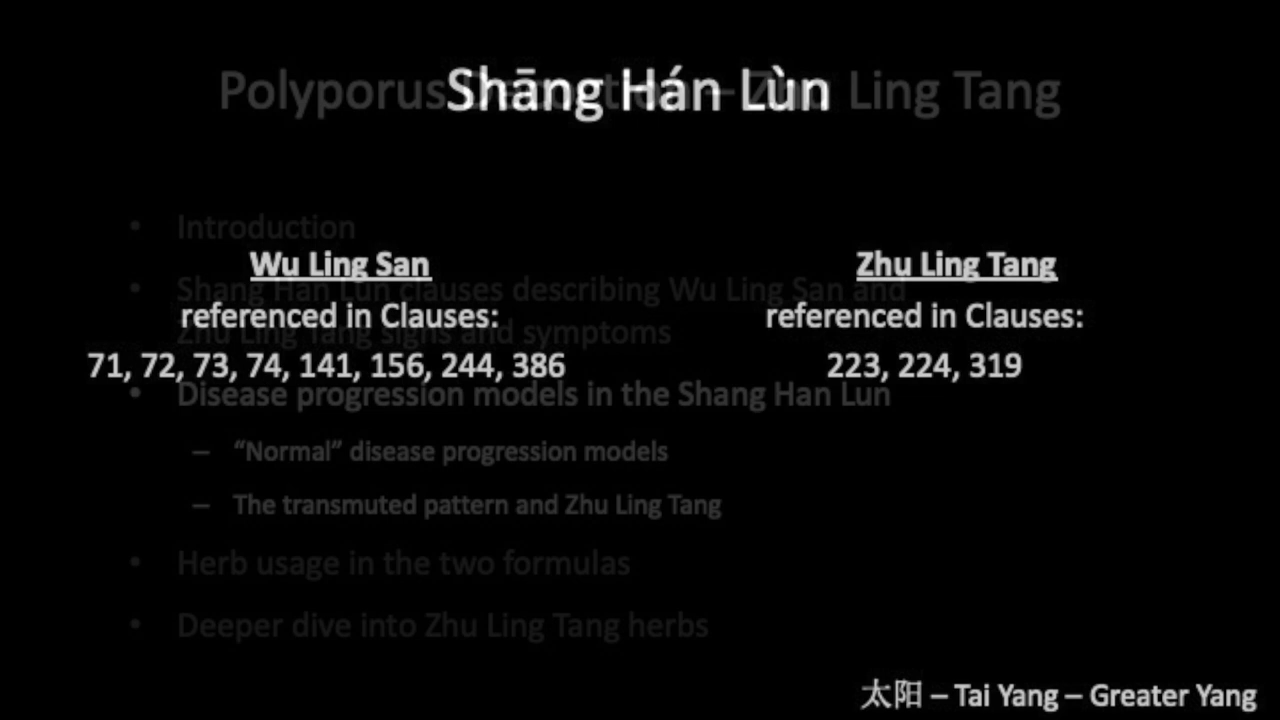 Polyporus Decoction – Zhu Ling Tang
Shāng Hán Lùn
• Introduction
Wu Ling San
Zhu Ling Tang
• Shang Han Lun clauses describing Wu Ling San and
Zhu Ling Tang signs and symptoms
referenced in Clauses:
referenced in Clauses:
71, 72, 73, 74, 141, 156, 244, 386
223, 224, 319
• Disease progression models in the Shang Han Lun
– “Normal” disease progression models
– The transmuted pattern and Zhu Ling Tang
• Herb usage in the two formulas
• Deeper dive into Zhu Ling Tang herbs
太阳 – Tai Yang – Greater Yang